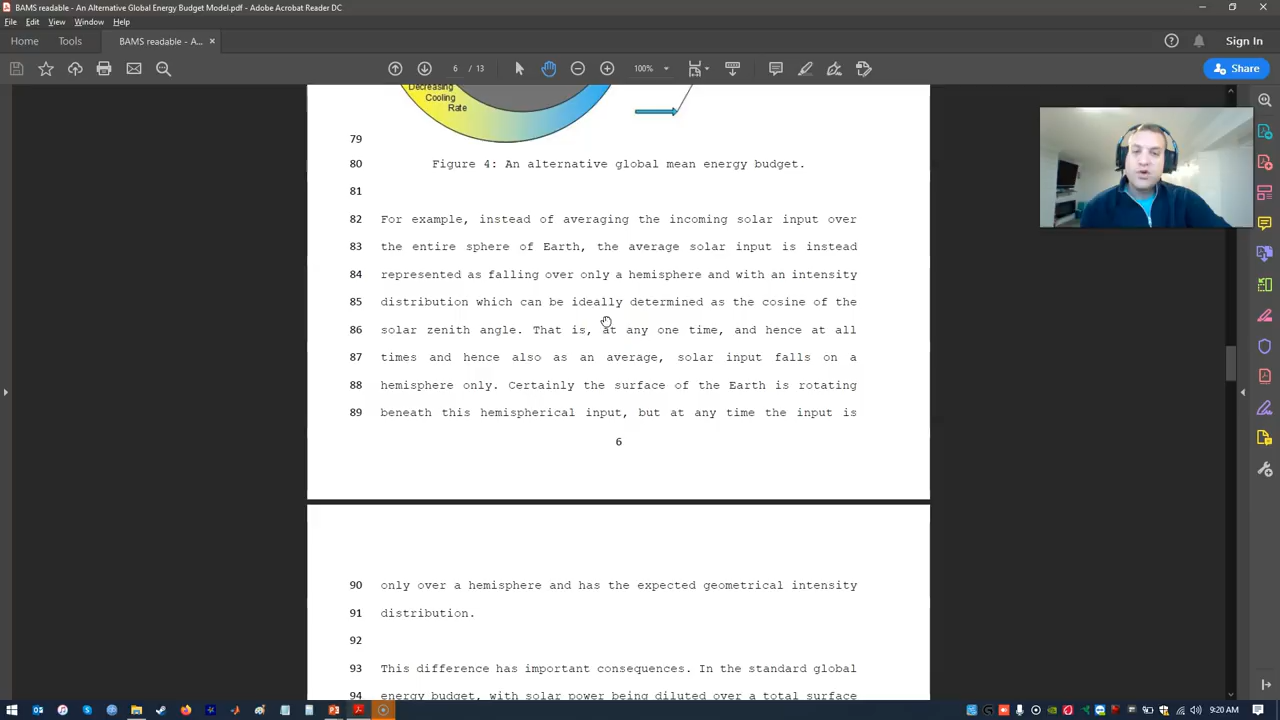 BAMS readable - An Alternative Global Energy Budget Model.pdf - Adobe Acrobat Reader DC
File Edit View Window Help
Home Tools BAMS readable - A... × Sign In
6 / 13 100% Share
Decreasing
Cooling
Rate
79
80 Figure 4: An alternative global mean energy budget.
81
82 For example, instead of averaging the incoming solar input over
83 the entire sphere of Earth, the average solar input is instead
84 represented as falling over only a hemisphere and with an intensity
85 distribution which can be ideally determined as the cosine of the
86 solar zenith angle. That is, at any one time, and hence at all
87 times and hence also as an average, solar input falls on a
88 hemisphere only. Certainly the surface of the Earth is rotating
89 beneath this hemispherical input, but at any time the input is
6
90 only over a hemisphere and has the expected geometrical intensity
91 distribution.
92
93 This difference has important consequences. In the standard global
94 energy budget, with solar power being diluted over a total surface
9:20 AM